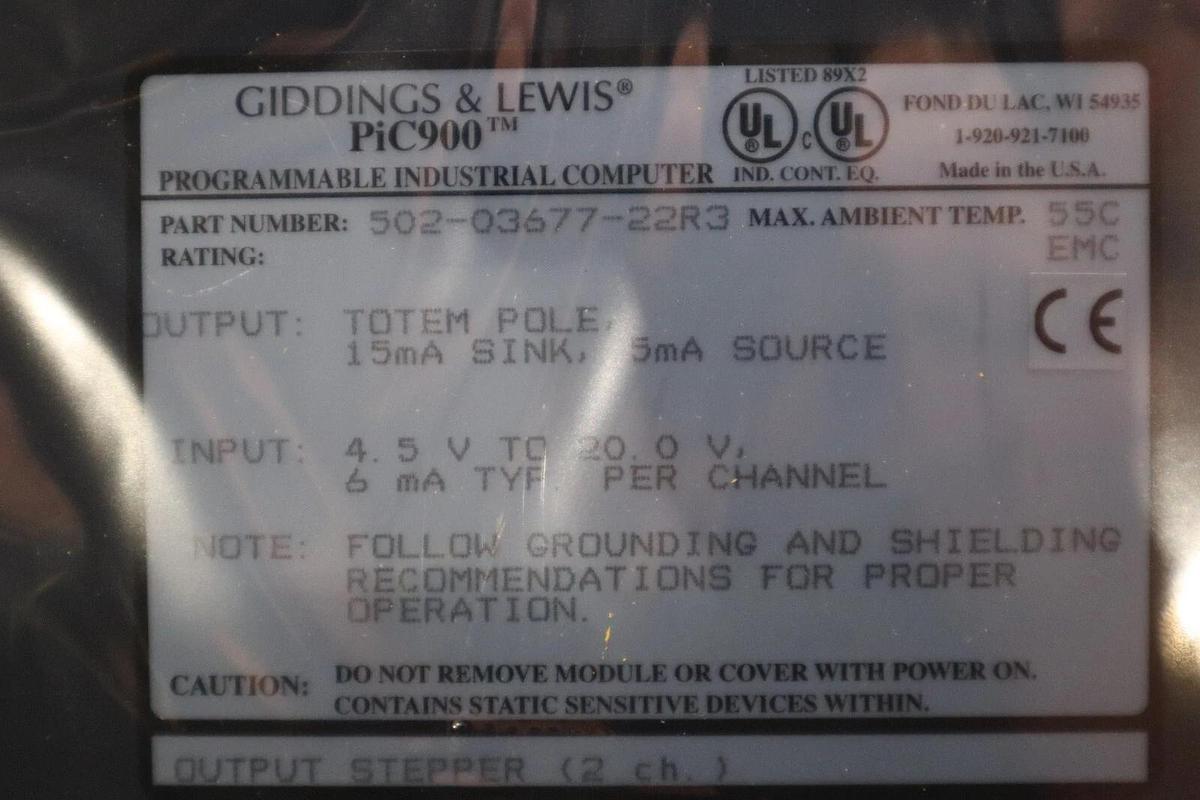 GIDDINGS & LEWIS®
PiC900™
PROGRAMMABLE INDUSTRIAL COMPUTER
LISTED 89X2
UL® c UL®
IND. CONT. EQ.
FOND DU LAC, WI 54935
1-920-921-7100
Made in the U.S.A.
PART NUMBER: 502-03677-22R3 MAX. AMBIENT TEMP. 55C
RATING: EMC
CE
OUTPUT: TOTEM POLE,
15mA SINK, 5mA SOURCE
INPUT: 4.5 V TO 20.0 V,
6 mA TYP. PER CHANNEL
NOTE: FOLLOW GROUNDING AND SHIELDING
RECOMMENDATIONS FOR PROPER
OPERATION.
CAUTION: DO NOT REMOVE MODULE OR COVER WITH POWER ON.
CONTAINS STATIC SENSITIVE DEVICES WITHIN.
OUTPUT STEPPER (2 ch.)